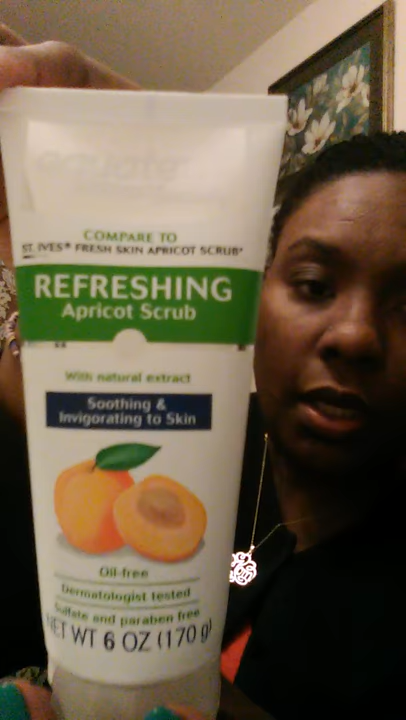 equate
COMPARE TO
ST. IVES® FRESH SKIN APRICOT SCRUB*
REFRESHING
Apricot Scrub
With natural extract
Soothing &
Invigorating to Skin
Oil-free
Dermatologist tested
Sulfate and paraben free
NET WT 6 OZ (170 g)